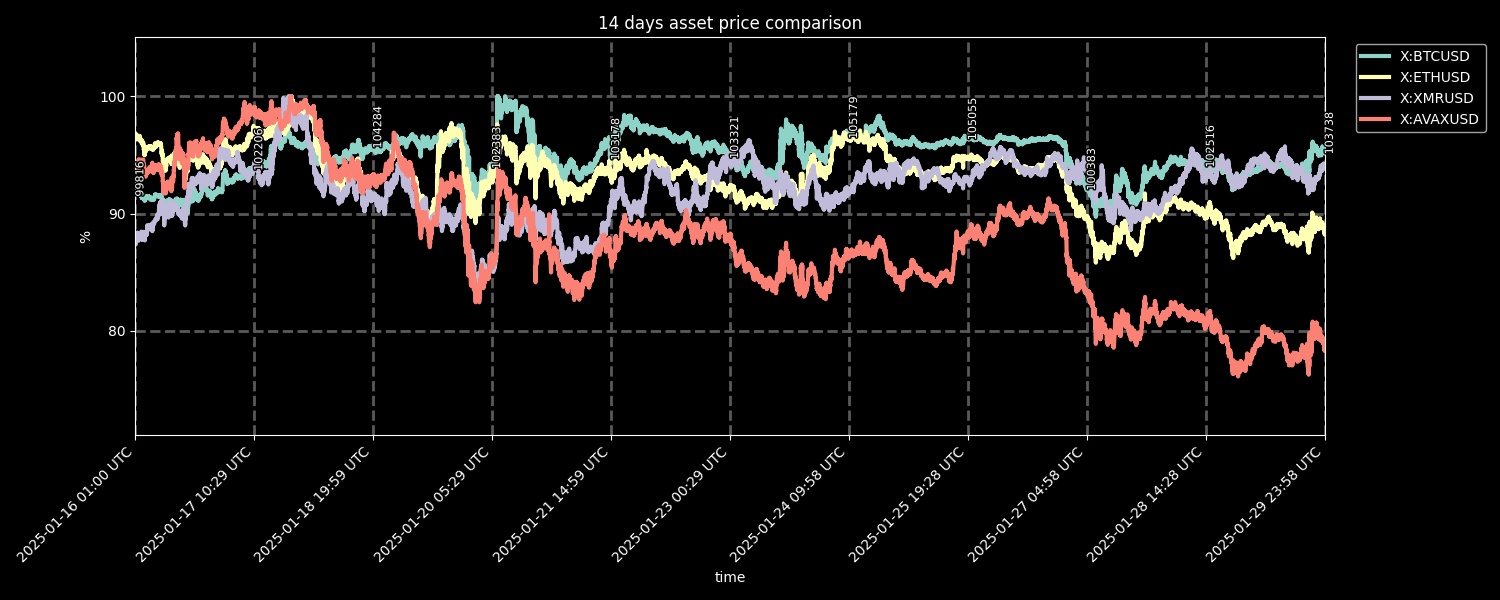 14 days asset price comparison
X:BTCUSD
X:ETHUSD
X:XMRUSD
X:AVAXUSD
100
90
80
%
99816
102206
104284
102383
103178
103321
105179
105055
100383
102516
103738
2025-01-16 01:00 UTC
2025-01-17 10:29 UTC
2025-01-18 19:59 UTC
2025-01-20 05:29 UTC
2025-01-21 14:59 UTC
2025-01-23 00:29 UTC
2025-01-24 09:58 UTC
2025-01-25 19:28 UTC
2025-01-27 04:58 UTC
2025-01-28 14:28 UTC
2025-01-29 23:58 UTC
time